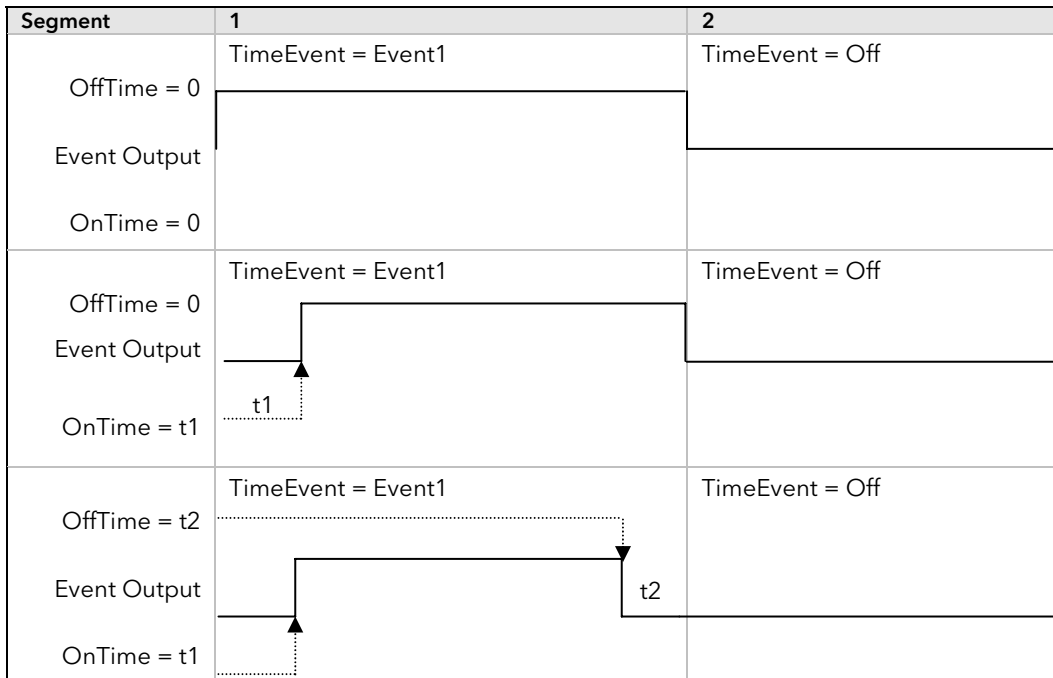 Segment 1 2
TimeEvent = Event1 TimeEvent = Off
OffTime = 0
Event Output
OnTime = 0
TimeEvent = Event1 TimeEvent = Off
OffTime = 0
Event Output
t1
OnTime = t1
TimeEvent = Event1 TimeEvent = Off
OffTime = t2
Event Output t2
OnTime = t1